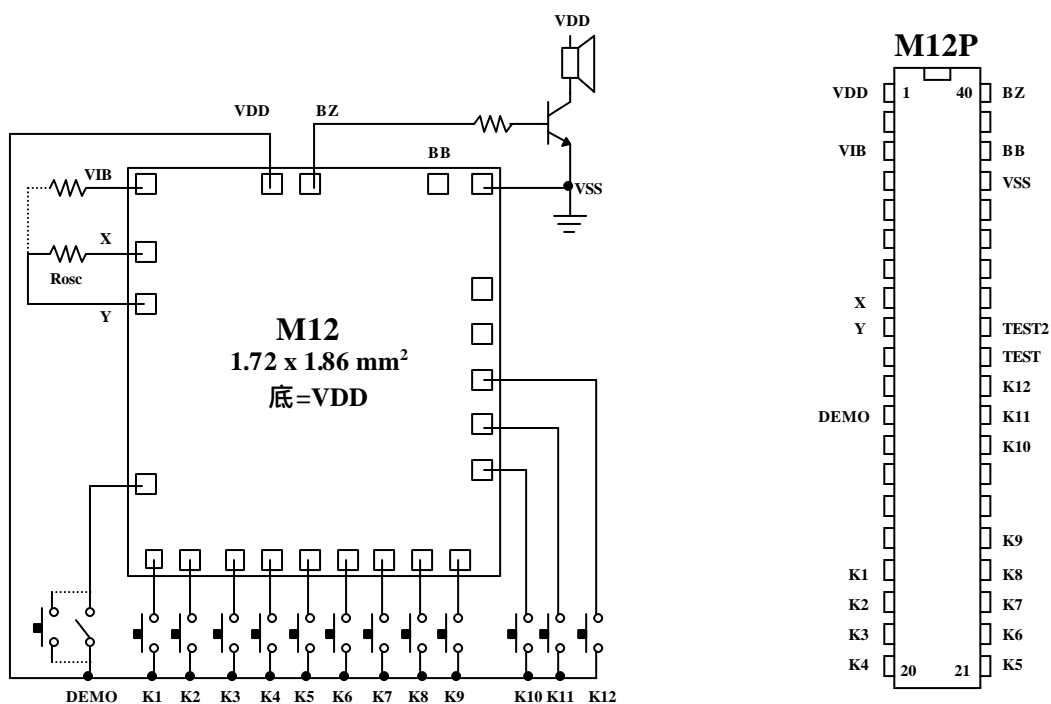 VDD
VDD
BZ
BB
VIB
VSS
X
Rosc
Y
M12
1.72 x 1.86 mm²
底=VDD
DEMO K1 K2 K3 K4 K5 K6 K7 K8 K9 K10 K11 K12
M12P
VDD 1 40 BZ
VIB BB
VSS
X
Y TEST2
TEST
K12
DEMO K11
K10
K9
K1 K8
K2 K7
K3 K6
K4 20 21 K5